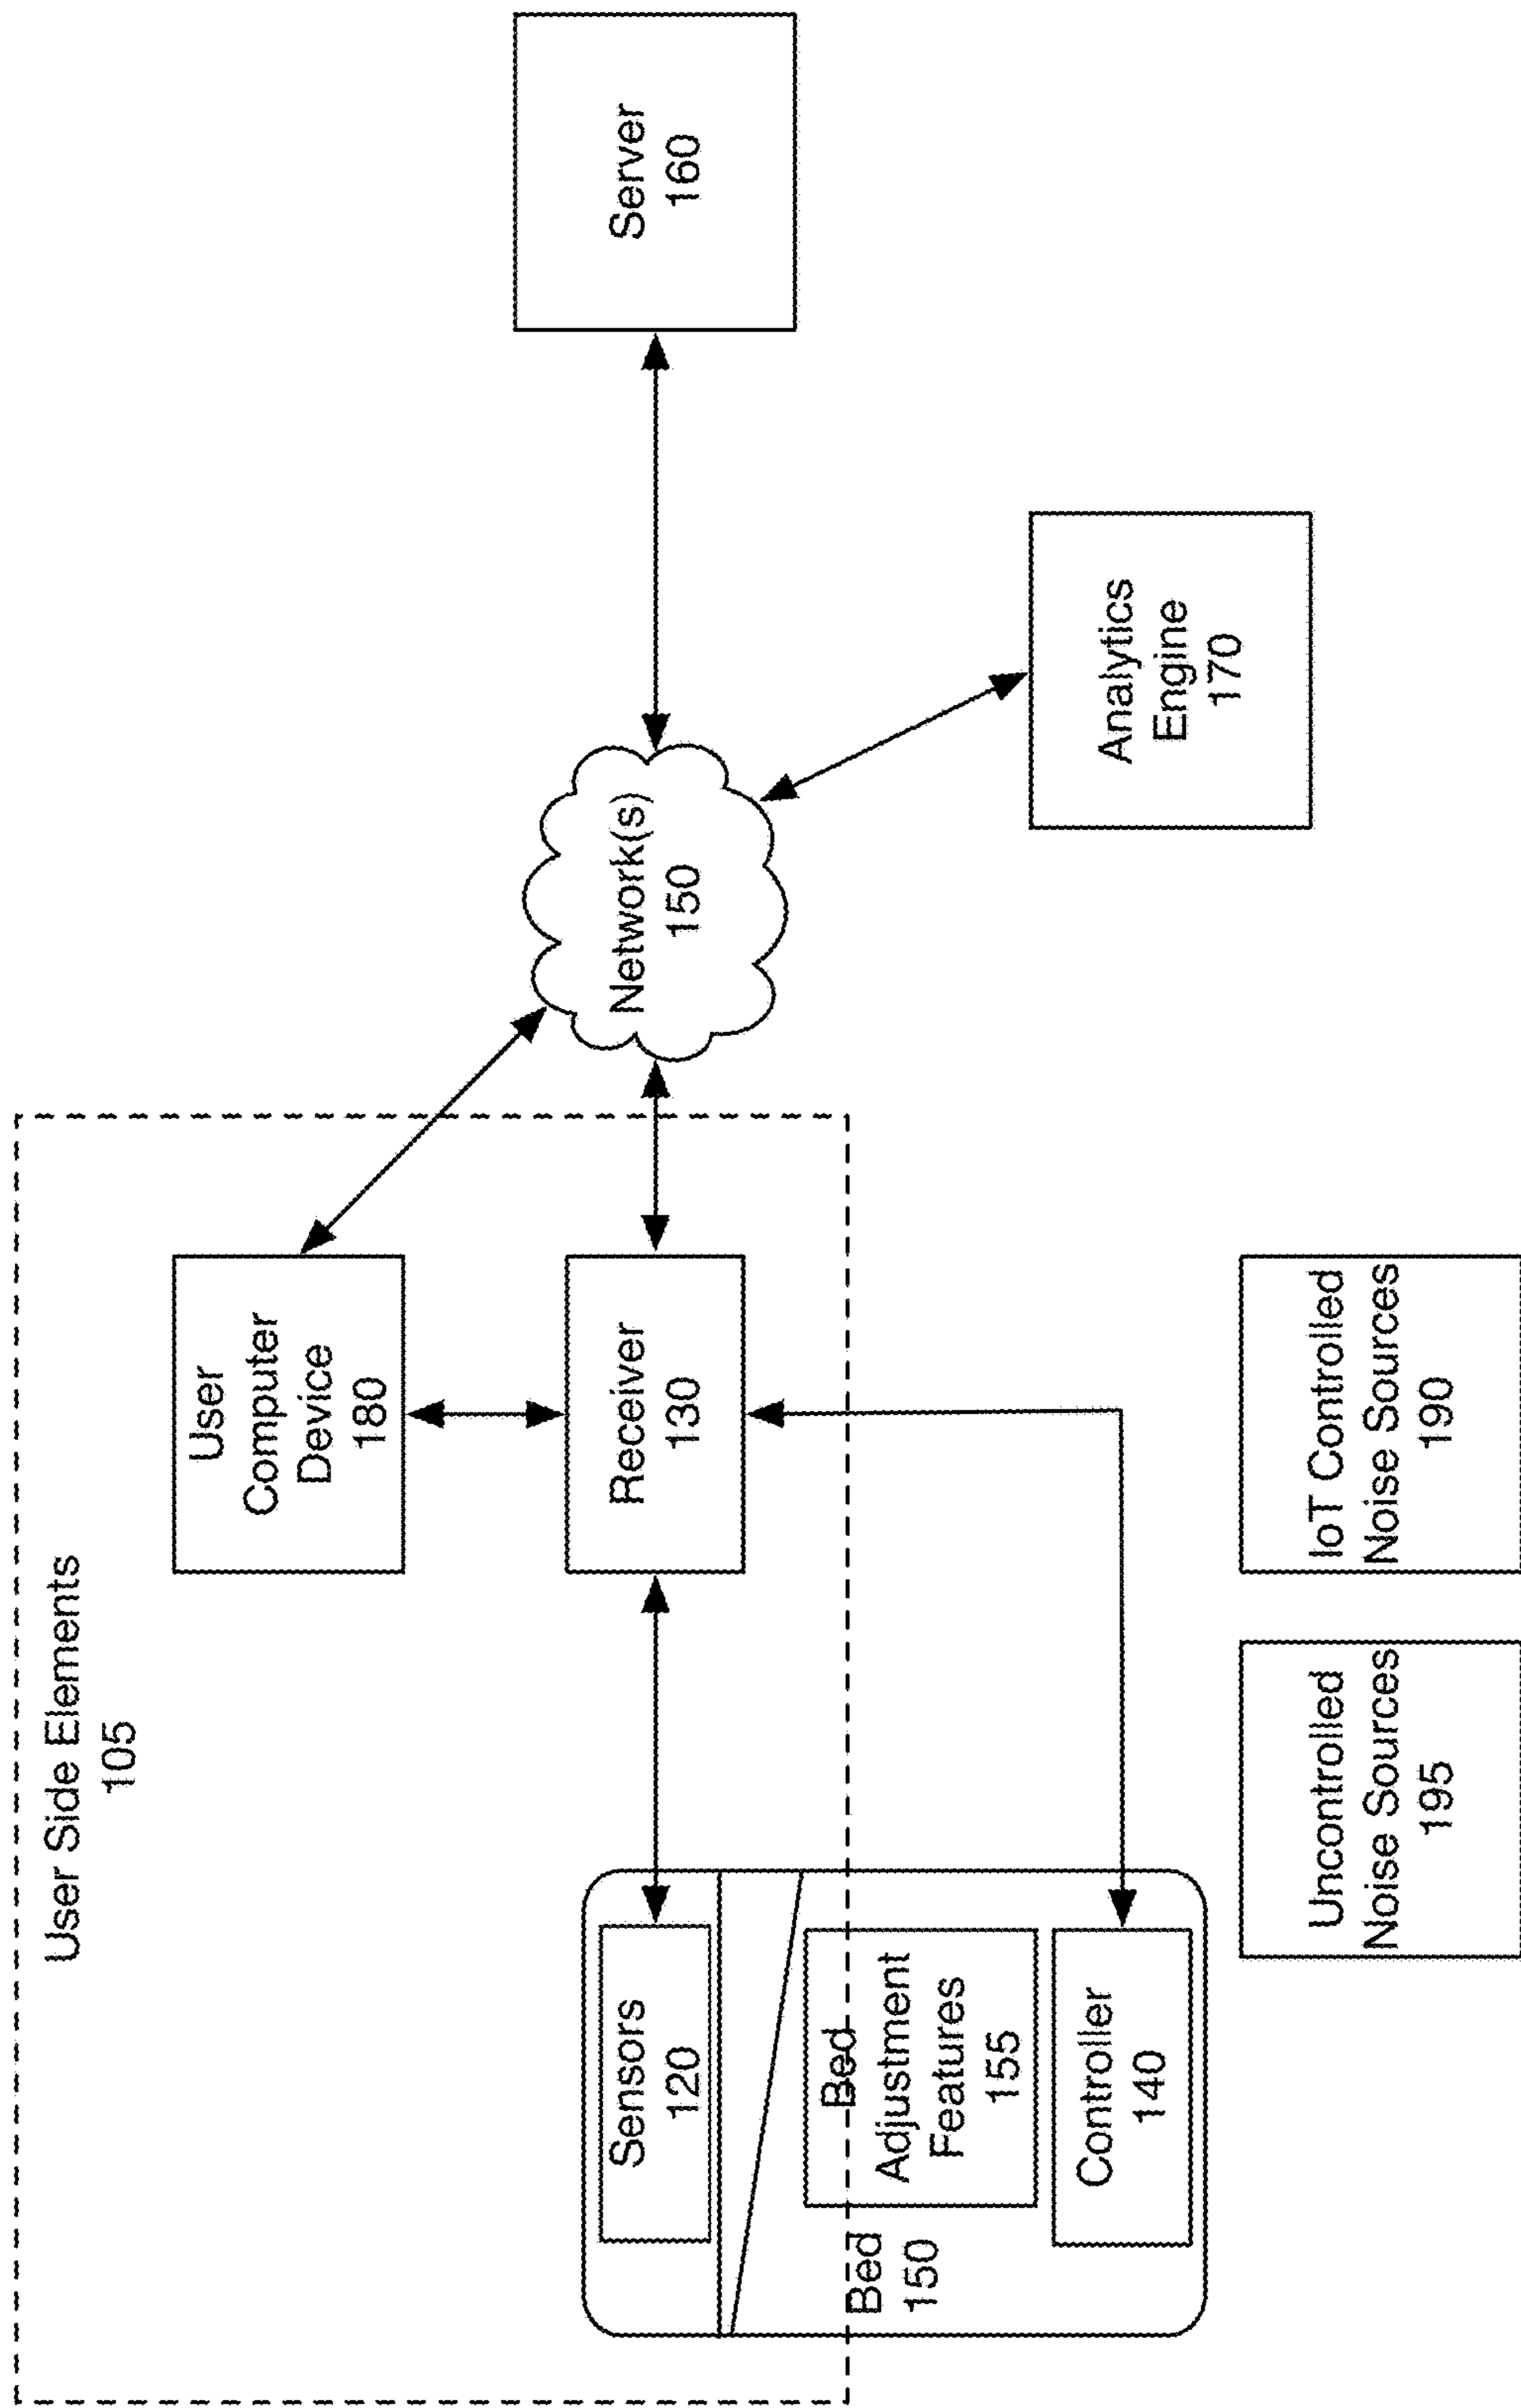 User Side Elements
105
User
Computer
Device
180
Sensors
120
Receiver
130
Network(s)
150
Server
160
Bed
Adjustment
Features
155
Bed
150
Controller
140
Analytics
Engine
170
Uncontrolled
Noise Sources
195
IoT Controlled
Noise Sources
190